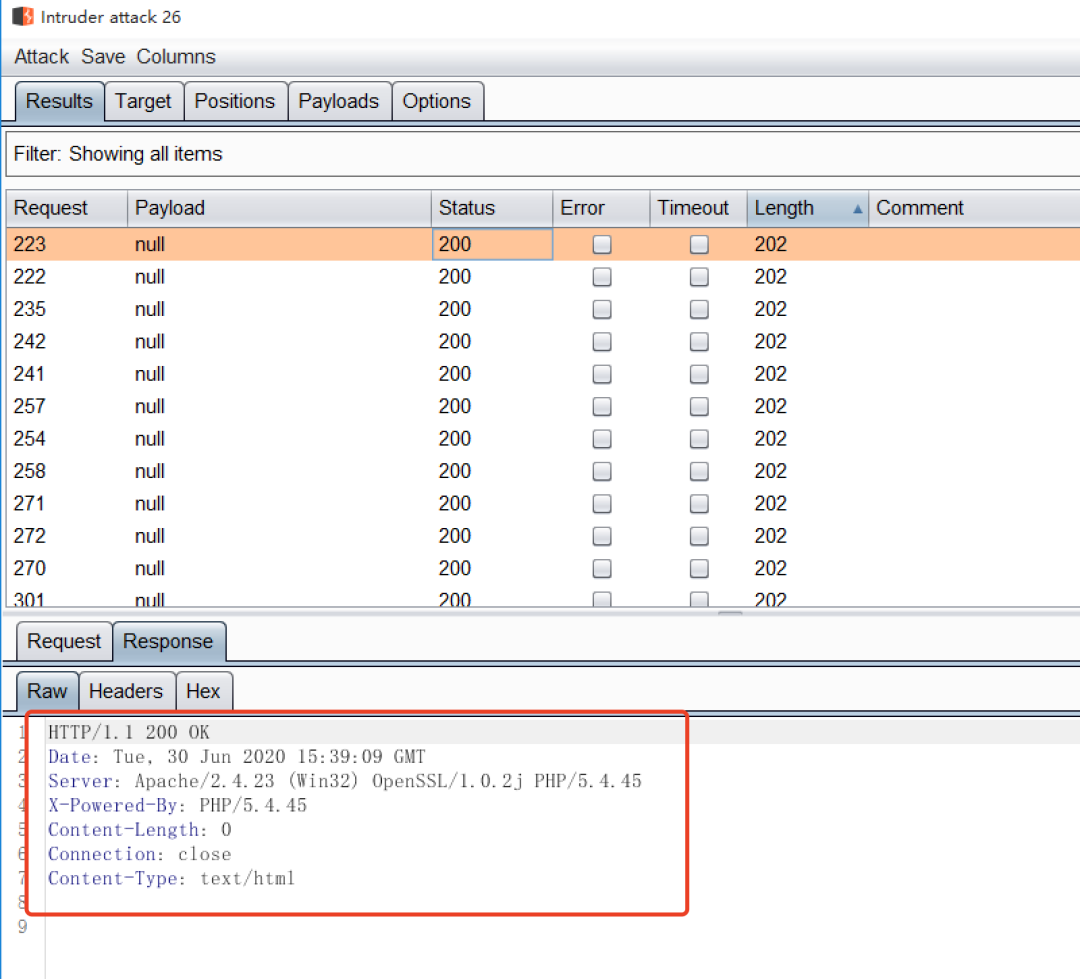 Intruder attack 26
Attack Save Columns
Results Target Positions Payloads Options
Filter: Showing all items
Request Payload Status Error Timeout Length Comment
223 null 200 202
222 null 200 202
235 null 200 202
242 null 200 202
241 null 200 202
257 null 200 202
254 null 200 202
258 null 200 202
271 null 200 202
272 null 200 202
270 null 200 202
301 null 200 202
Request Response
Raw Headers Hex
1 HTTP/1.1 200 OK
2 Date: Tue, 30 Jun 2020 15:39:09 GMT
3 Server: Apache/2.4.23 (Win32) OpenSSL/1.0.2j PHP/5.4.45
4 X-Powered-By: PHP/5.4.45
5 Content-Length: 0
6 Connection: close
7 Content-Type: text/html
8
9